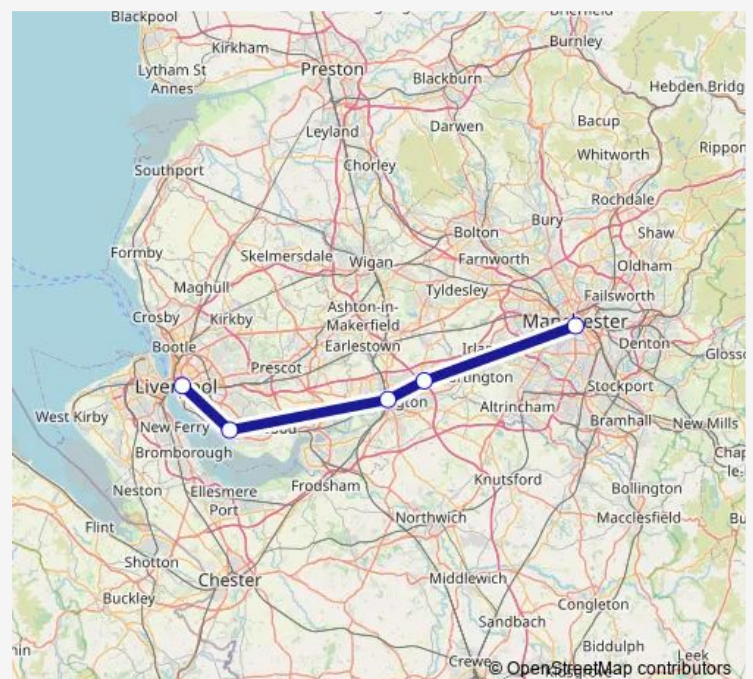 Blackpool
Burnley
Kirkham
Preston
Lytham St
Annes
Blackburn
Hebden Bridg
Leyland
Darwen
Bacup
Whitworth
Rippon
Southport
Chorley
Rochdale
Bury
Bolton
Shaw
Formby
Skelmersdale
Wigan
Farnworth
Oldham
Maghull
Tyldesley
Failsworth
Crosby
Kirkby
Ashton-in-
Makerfield
Manchester
Bootle
Earlestown
Denton
Prescot
Glosso
Liverpool
Stockport
West Kirby
New Ferry
Altrincham
Bramhall
New Mills
Bromborough
Neston
Ellesmere
Port
Frodsham
Knutsford
Bollington
Flint
Northwich
Macclesfield
Shotton
Chester
Middlewich
Buckley
Congleton
Sandbach
Biddulph
Leek
Crewe
© OpenStreetMap contributors